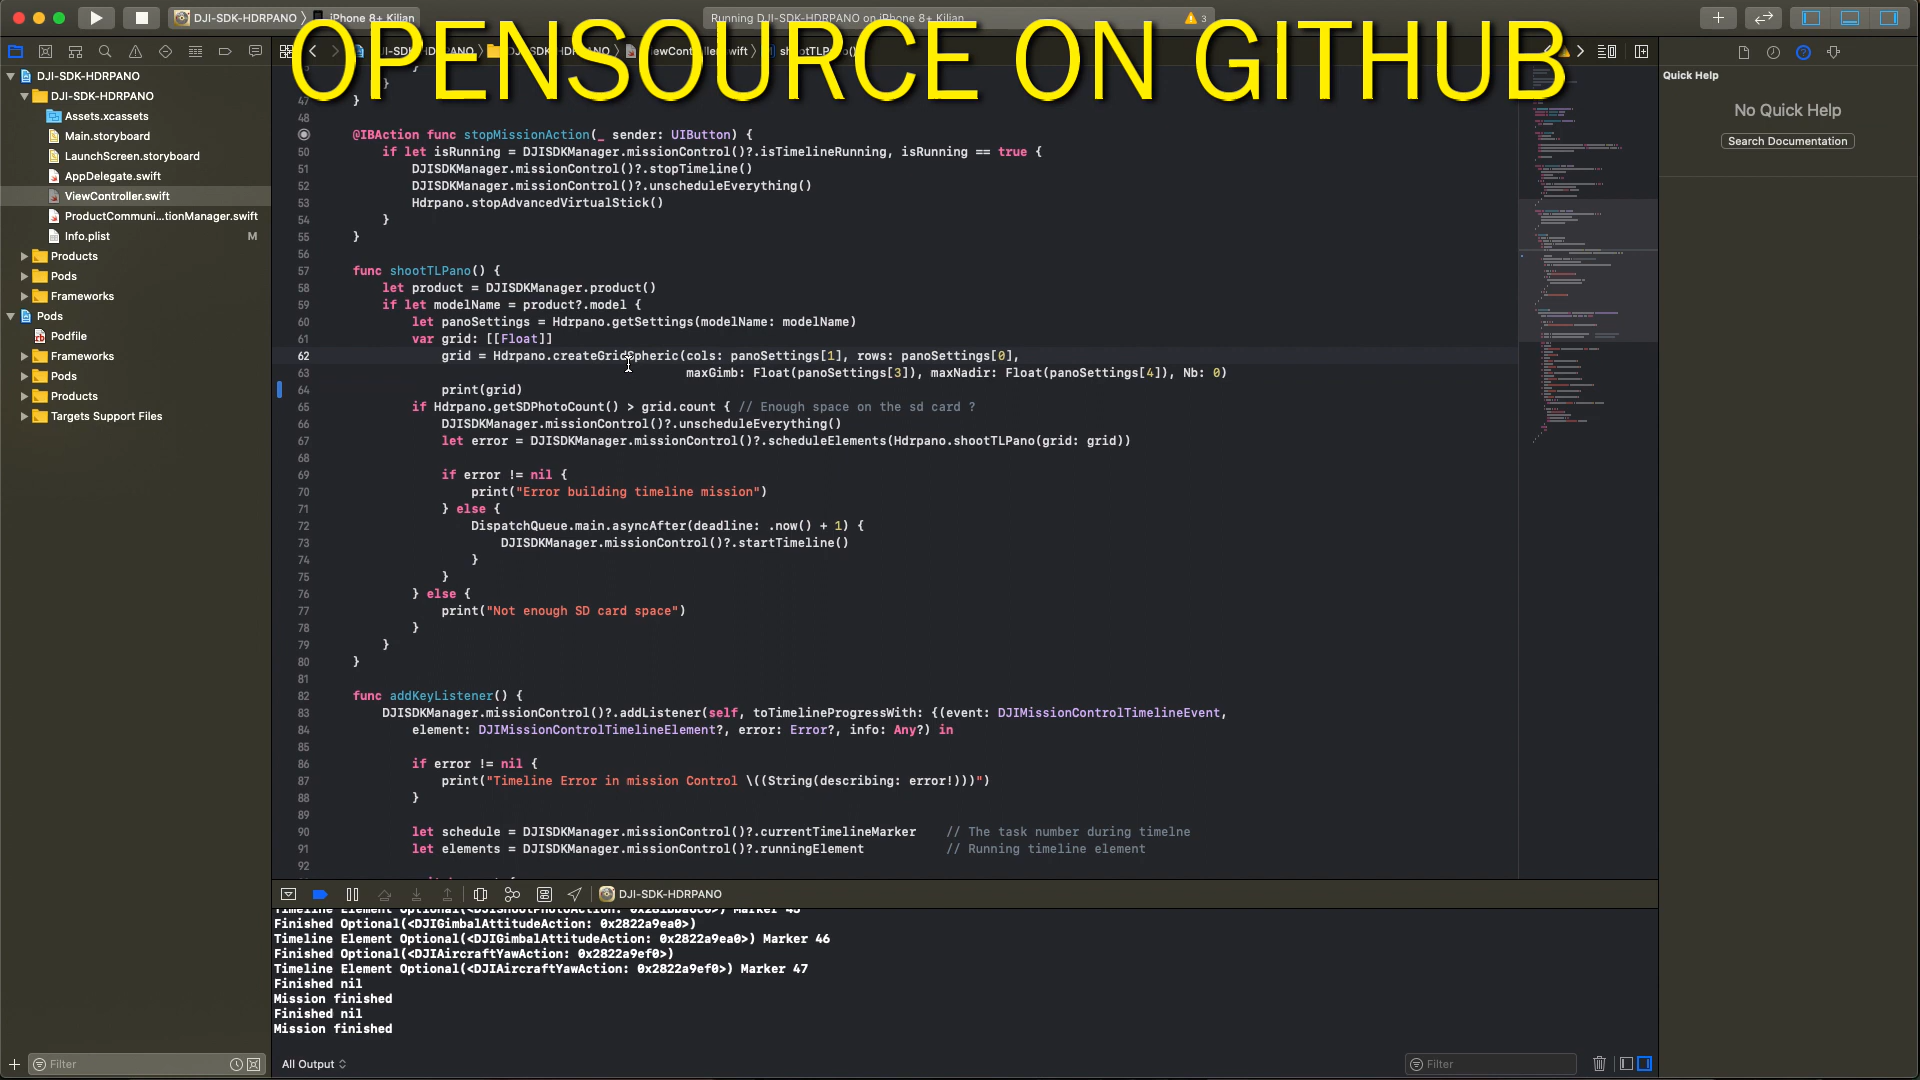 DJI-SDK-HDRPANO
iPhone 8+ Kilian
Running DJI-SDK-HDRPANO on iPhone 8+ Kilian
3
OPENSOURCE ON GITHUB
Quick Help
No Quick Help
Search Documentation
DJI-SDK-HDRPANO
DJI-SDK-HDRPANO
Assets.xcassets
Main.storyboard
LaunchScreen.storyboard
AppDelegate.swift
ViewController.swift
ProductCommuni...tionManager.swift
Info.plist M
Products
Pods
Frameworks
Pods
Podfile
Frameworks
Pods
Products
Targets Support Files
Filter
}
47 }
48
@IBAction func stopMissionAction(_ sender: UIButton) {
50 if let isRunning = DJISDKManager.missionControl()?.isTimelineRunning, isRunning == true {
51 DJISDKManager.missionControl()?.stopTimeline()
52 DJISDKManager.missionControl()?.unscheduleEverything()
53 Hdrpano.stopAdvancedVirtualStick()
54 }
55 }
56
57 func shootTLPano() {
58 let product = DJISDKManager.product()
59 if let modelName = product?.model {
60 let panoSettings = Hdrpano.getSettings(modelName: modelName)
61 var grid: [[Float]]
62 grid = Hdrpano.createGridSpheric(cols: panoSettings[1], rows: panoSettings[0],
63 maxGimb: Float(panoSettings[3]), maxNadir: Float(panoSettings[4]), Nb: 0)
64 print(grid)
65 if Hdrpano.getSDPhotoCount() > grid.count { // Enough space on the sd card ?
66 DJISDKManager.missionControl()?.unscheduleEverything()
67 let error = DJISDKManager.missionControl()?.scheduleElements(Hdrpano.shootTLPano(grid: grid))
68
69 if error != nil {
70 print("Error building timeline mission")
71 } else {
72 DispatchQueue.main.asyncAfter(deadline: .now() + 1) {
73 DJISDKManager.missionControl()?.startTimeline()
74 }
75 }
76 } else {
77 print("Not enough SD card space")
78 }
79 }
80 }
81
82 func addKeyListener() {
83 DJISDKManager.missionControl()?.addListener(self, toTimelineProgressWith: {(event: DJIMissionControlTimelineEvent,
84 element: DJIMissionControlTimelineElement?, error: Error?, info: Any?) in
85
86 if error != nil {
87 print("Timeline Error in mission Control \((String(describing: error!)))")
88 }
89
90 let schedule = DJISDKManager.missionControl()?.currentTimelineMarker // The task number during timelne
91 let elements = DJISDKManager.missionControl()?.runningElement // Running timeline element
92
DJI-SDK-HDRPANO
Finished Optional(<DJIGimbalAttitudeAction: 0x2822a9ea0>)
Timeline Element Optional(<DJIGimbalAttitudeAction: 0x2822a9ea0>) Marker 46
Finished Optional(<DJIAircraftYawAction: 0x2822a9ef0>)
Timeline Element Optional(<DJIAircraftYawAction: 0x2822a9ef0>) Marker 47
Finished nil
Mission finished
Finished nil
Mission finished
All Output
Filter